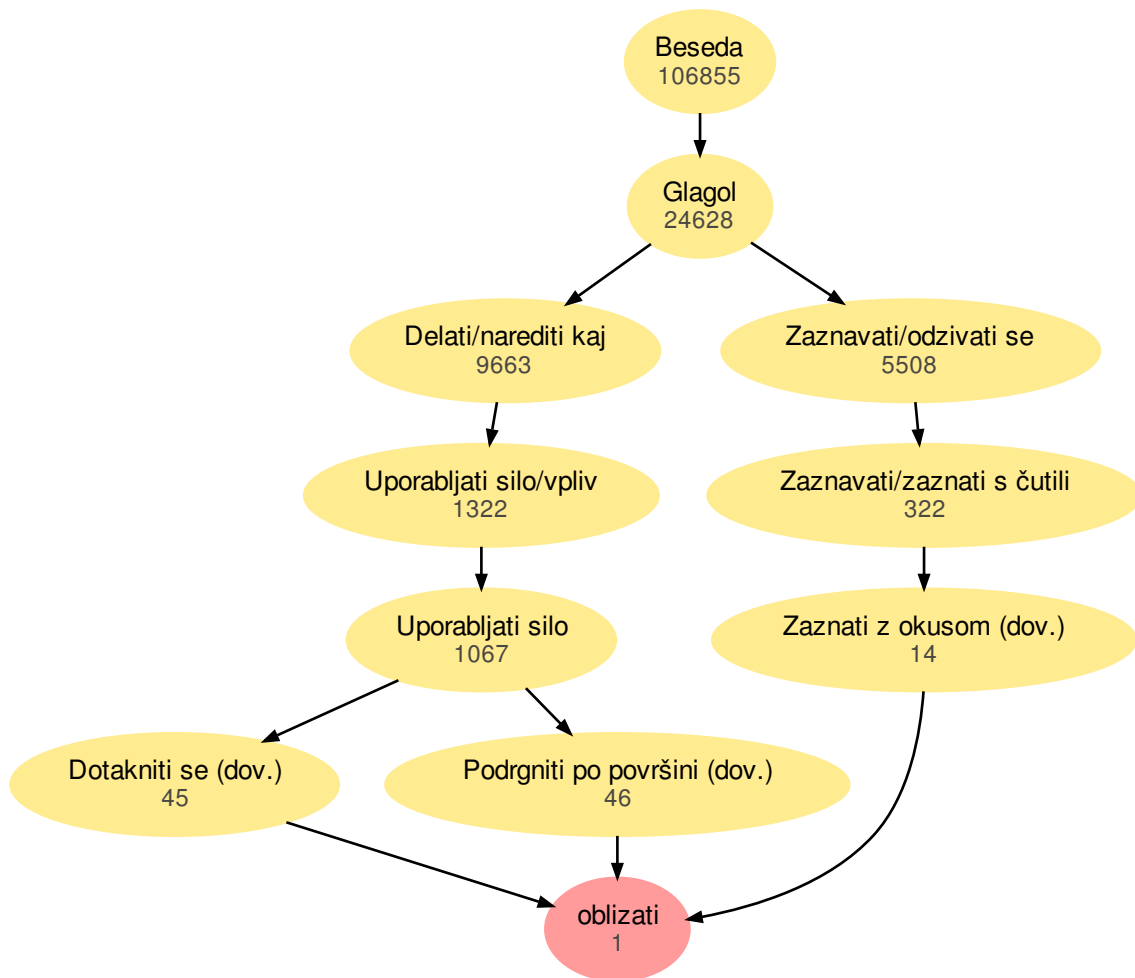 Beseda
106855
Glagol
24628
Delati/narediti kaj
9663
Zaznavati/odzivati se
5508
Uporabljati silo/vpliv
1322
Zaznavati/zaznati s čutili
322
Uporabljati silo
1067
Zaznati z okusom (dov.)
14
Dotakniti se (dov.)
45
Podrgniti po površini (dov.)
46
oblizati
1